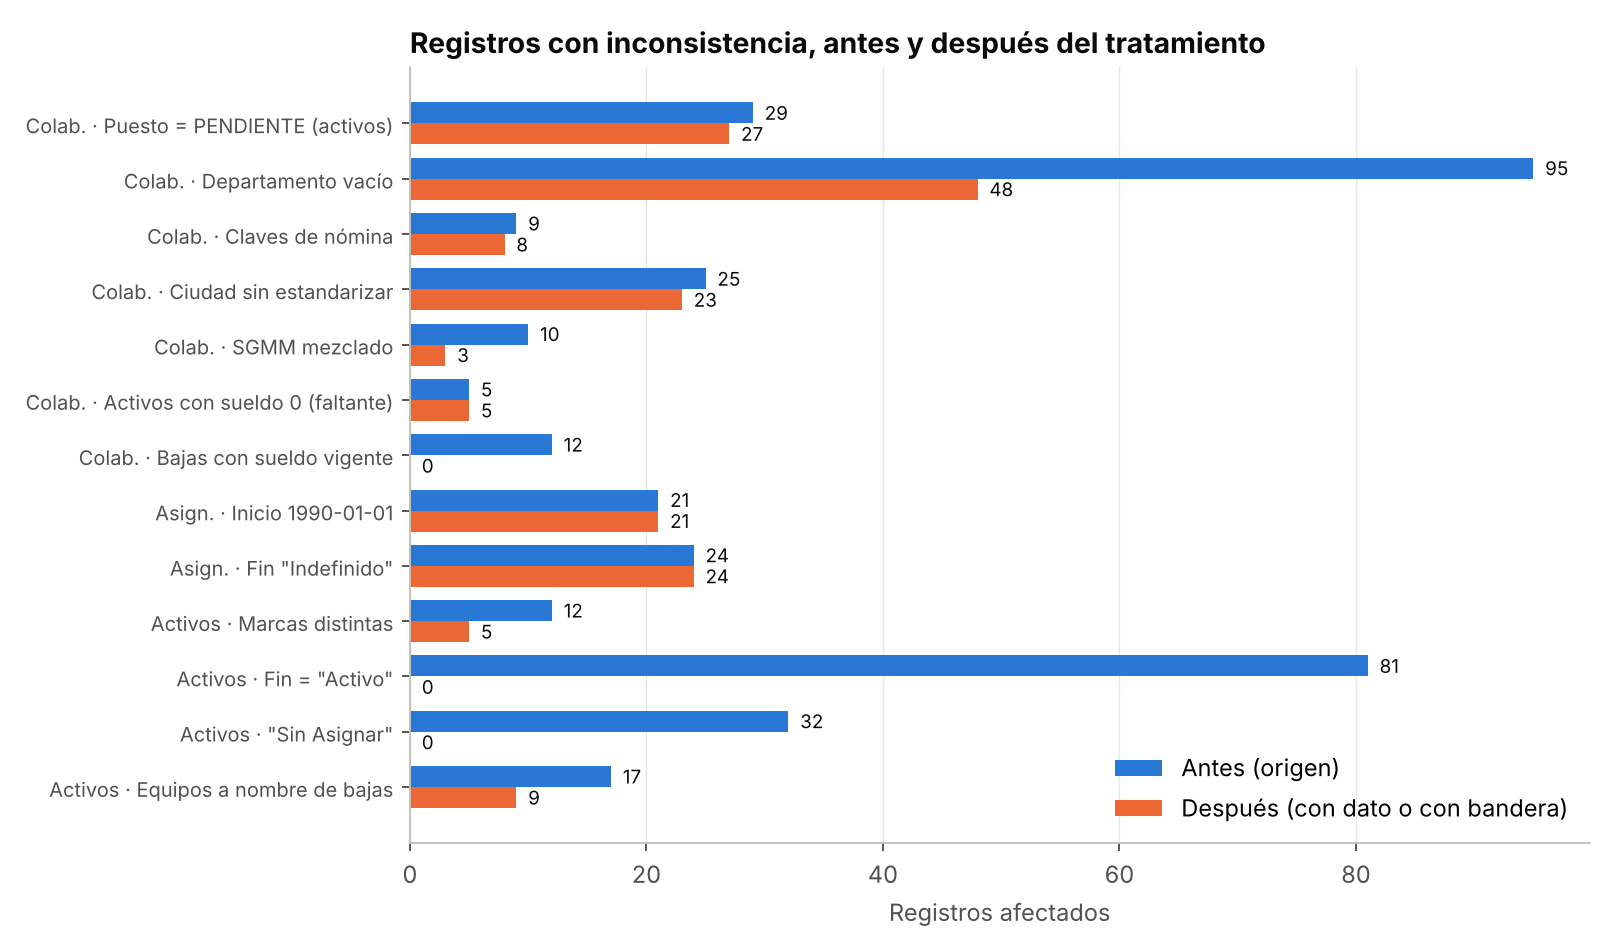 Registros con inconsistencia, antes y después del tratamiento
Colab. · Puesto = PENDIENTE (activos)
29
27
Colab. · Departamento vacío
95
48
Colab. · Claves de nómina
9
8
Colab. · Ciudad sin estandarizar
25
23
Colab. · SGMM mezclado
10
3
Colab. · Activos con sueldo 0 (faltante)
5
5
Colab. · Bajas con sueldo vigente
12
0
Asign. · Inicio 1990-01-01
21
21
Asign. · Fin "Indefinido"
24
24
Activos · Marcas distintas
12
5
Activos · Fin = "Activo"
81
0
Activos · "Sin Asignar"
32
0
Activos · Equipos a nombre de bajas
17
9
Antes (origen)
Después (con dato o con bandera)
0 20 40 60 80
Registros afectados